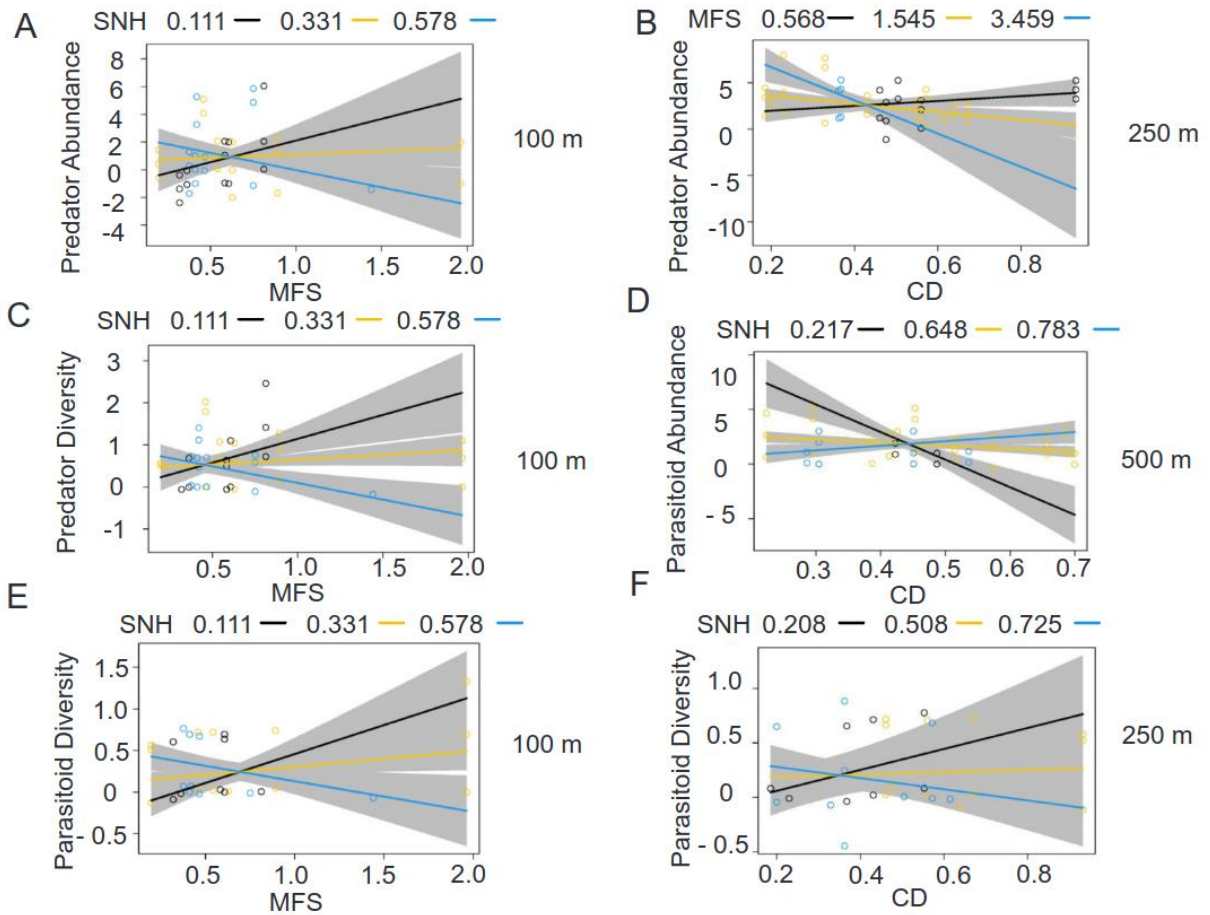 A
SNH 0.111 0.331 0.578
Predator Abundance
8
6
4
2
0
-2
-4
0.5 1.0 1.5 2.0
MFS
100 m
B
MFS 0.568 1.545 3.459
Predator Abundance
5
0
-5
-10
0.2 0.4 0.6 0.8
CD
250 m
C
SNH 0.111 0.331 0.578
Predator Diversity
3
2
1
0
-1
0.5 1.0 1.5 2.0
MFS
100 m
D
SNH 0.217 0.648 0.783
Parasitoid Abundance
10
5
0
- 5
0.3 0.4 0.5 0.6 0.7
CD
500 m
E
SNH 0.111 0.331 0.578
Parasitoid Diversity
1.5
1.0
0.5
0
- 0.5
0.5 1.0 1.5 2.0
MFS
100 m
F
SNH 0.208 0.508 0.725
Parasitoid Diversity
1.0
0.5
0
- 0.5
0.2 0.4 0.6 0.8
CD
250 m